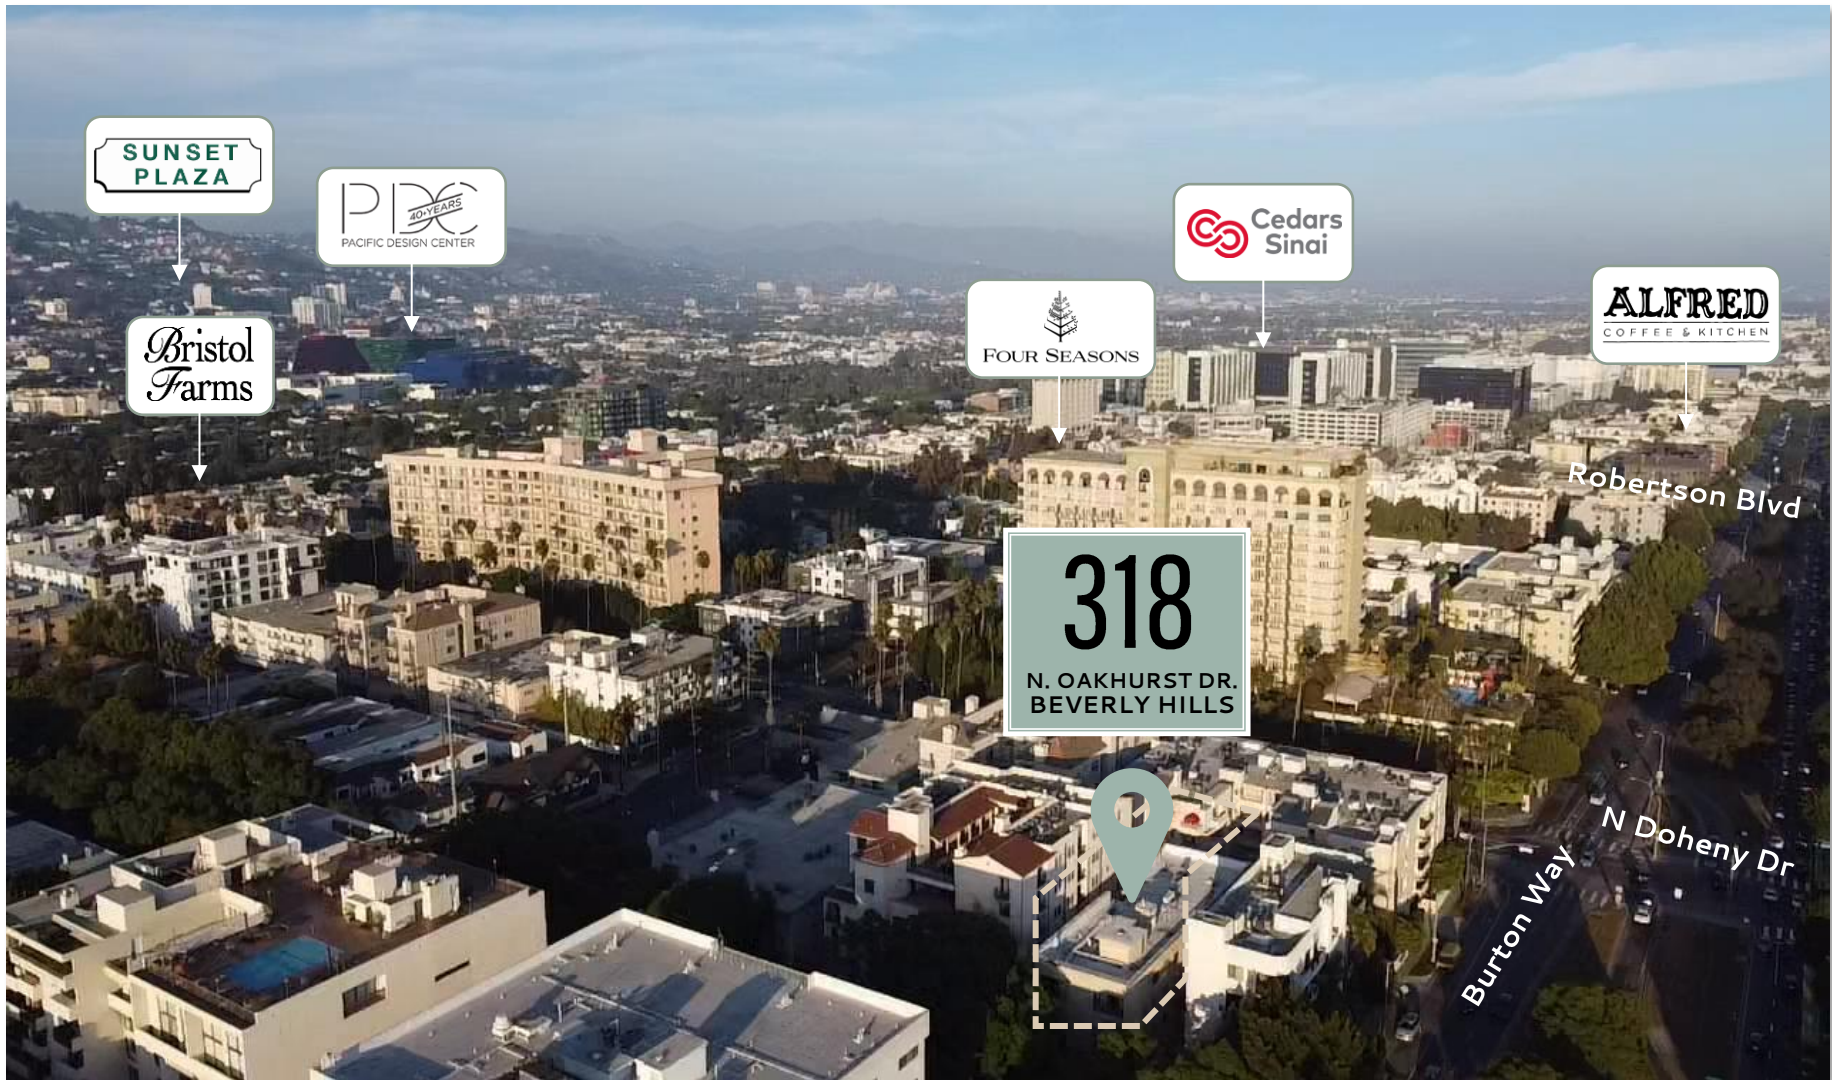 SUNSET
PLAZA
PDC
40+YEARS
PACIFIC DESIGN CENTER
Cedars
Sinai
ALFRED
COFFEE & KITCHEN
FOUR SEASONS
Bristol
Farms
Robertson Blvd
318
N. OAKHURST DR.
BEVERLY HILLS
N Doheny Dr
Burton Way